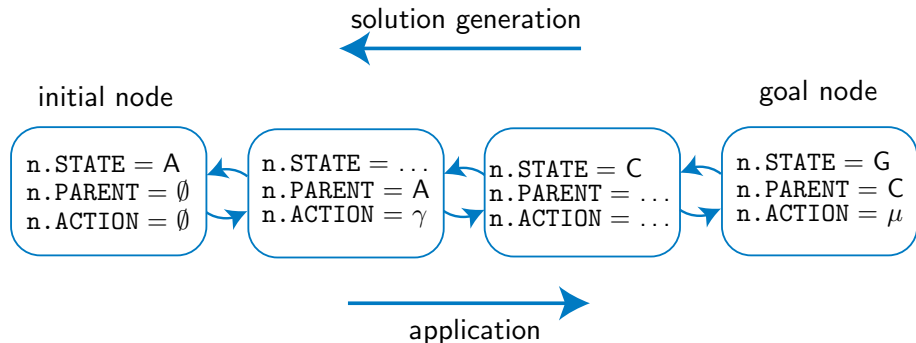 solution generation
initial node
goal node
n.STATE = A
n.PARENT = ∅
n.ACTION = ∅
n.STATE = ...
n.PARENT = A
n.ACTION = γ
n.STATE = C
n.PARENT = ...
n.ACTION = ...
n.STATE = G
n.PARENT = C
n.ACTION = μ
application